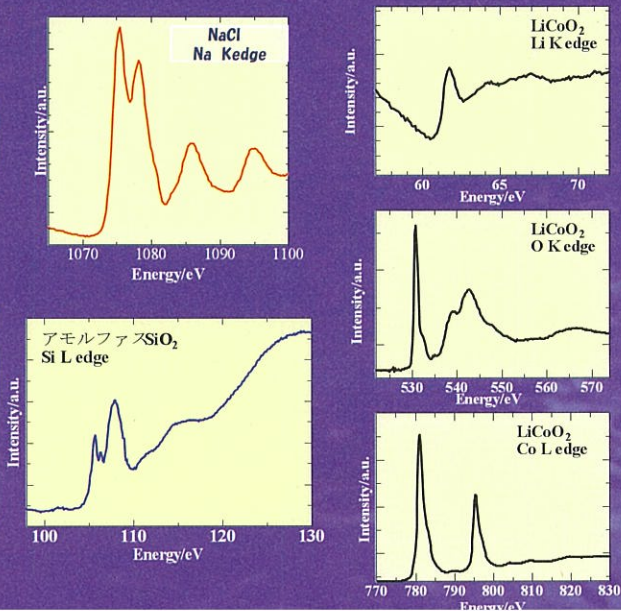 NaCl
Na Kedge
Intensity/a.u.
1070 1080 1090 1100
Energy/eV
アモルファスSiO2
Si L edge
Intensity/a.u.
100 110 120 130
Energy/eV
LiCoO2
Li K edge
Intensity/a.u.
60 65 70
Energy/eV
LiCoO2
O K edge
Intensity/a.u.
530 540 550 560 570
Energy/eV
LiCoO2
Co L edge
Intensity/a.u.
770 780 790 800 810 820 830
Energy/eV